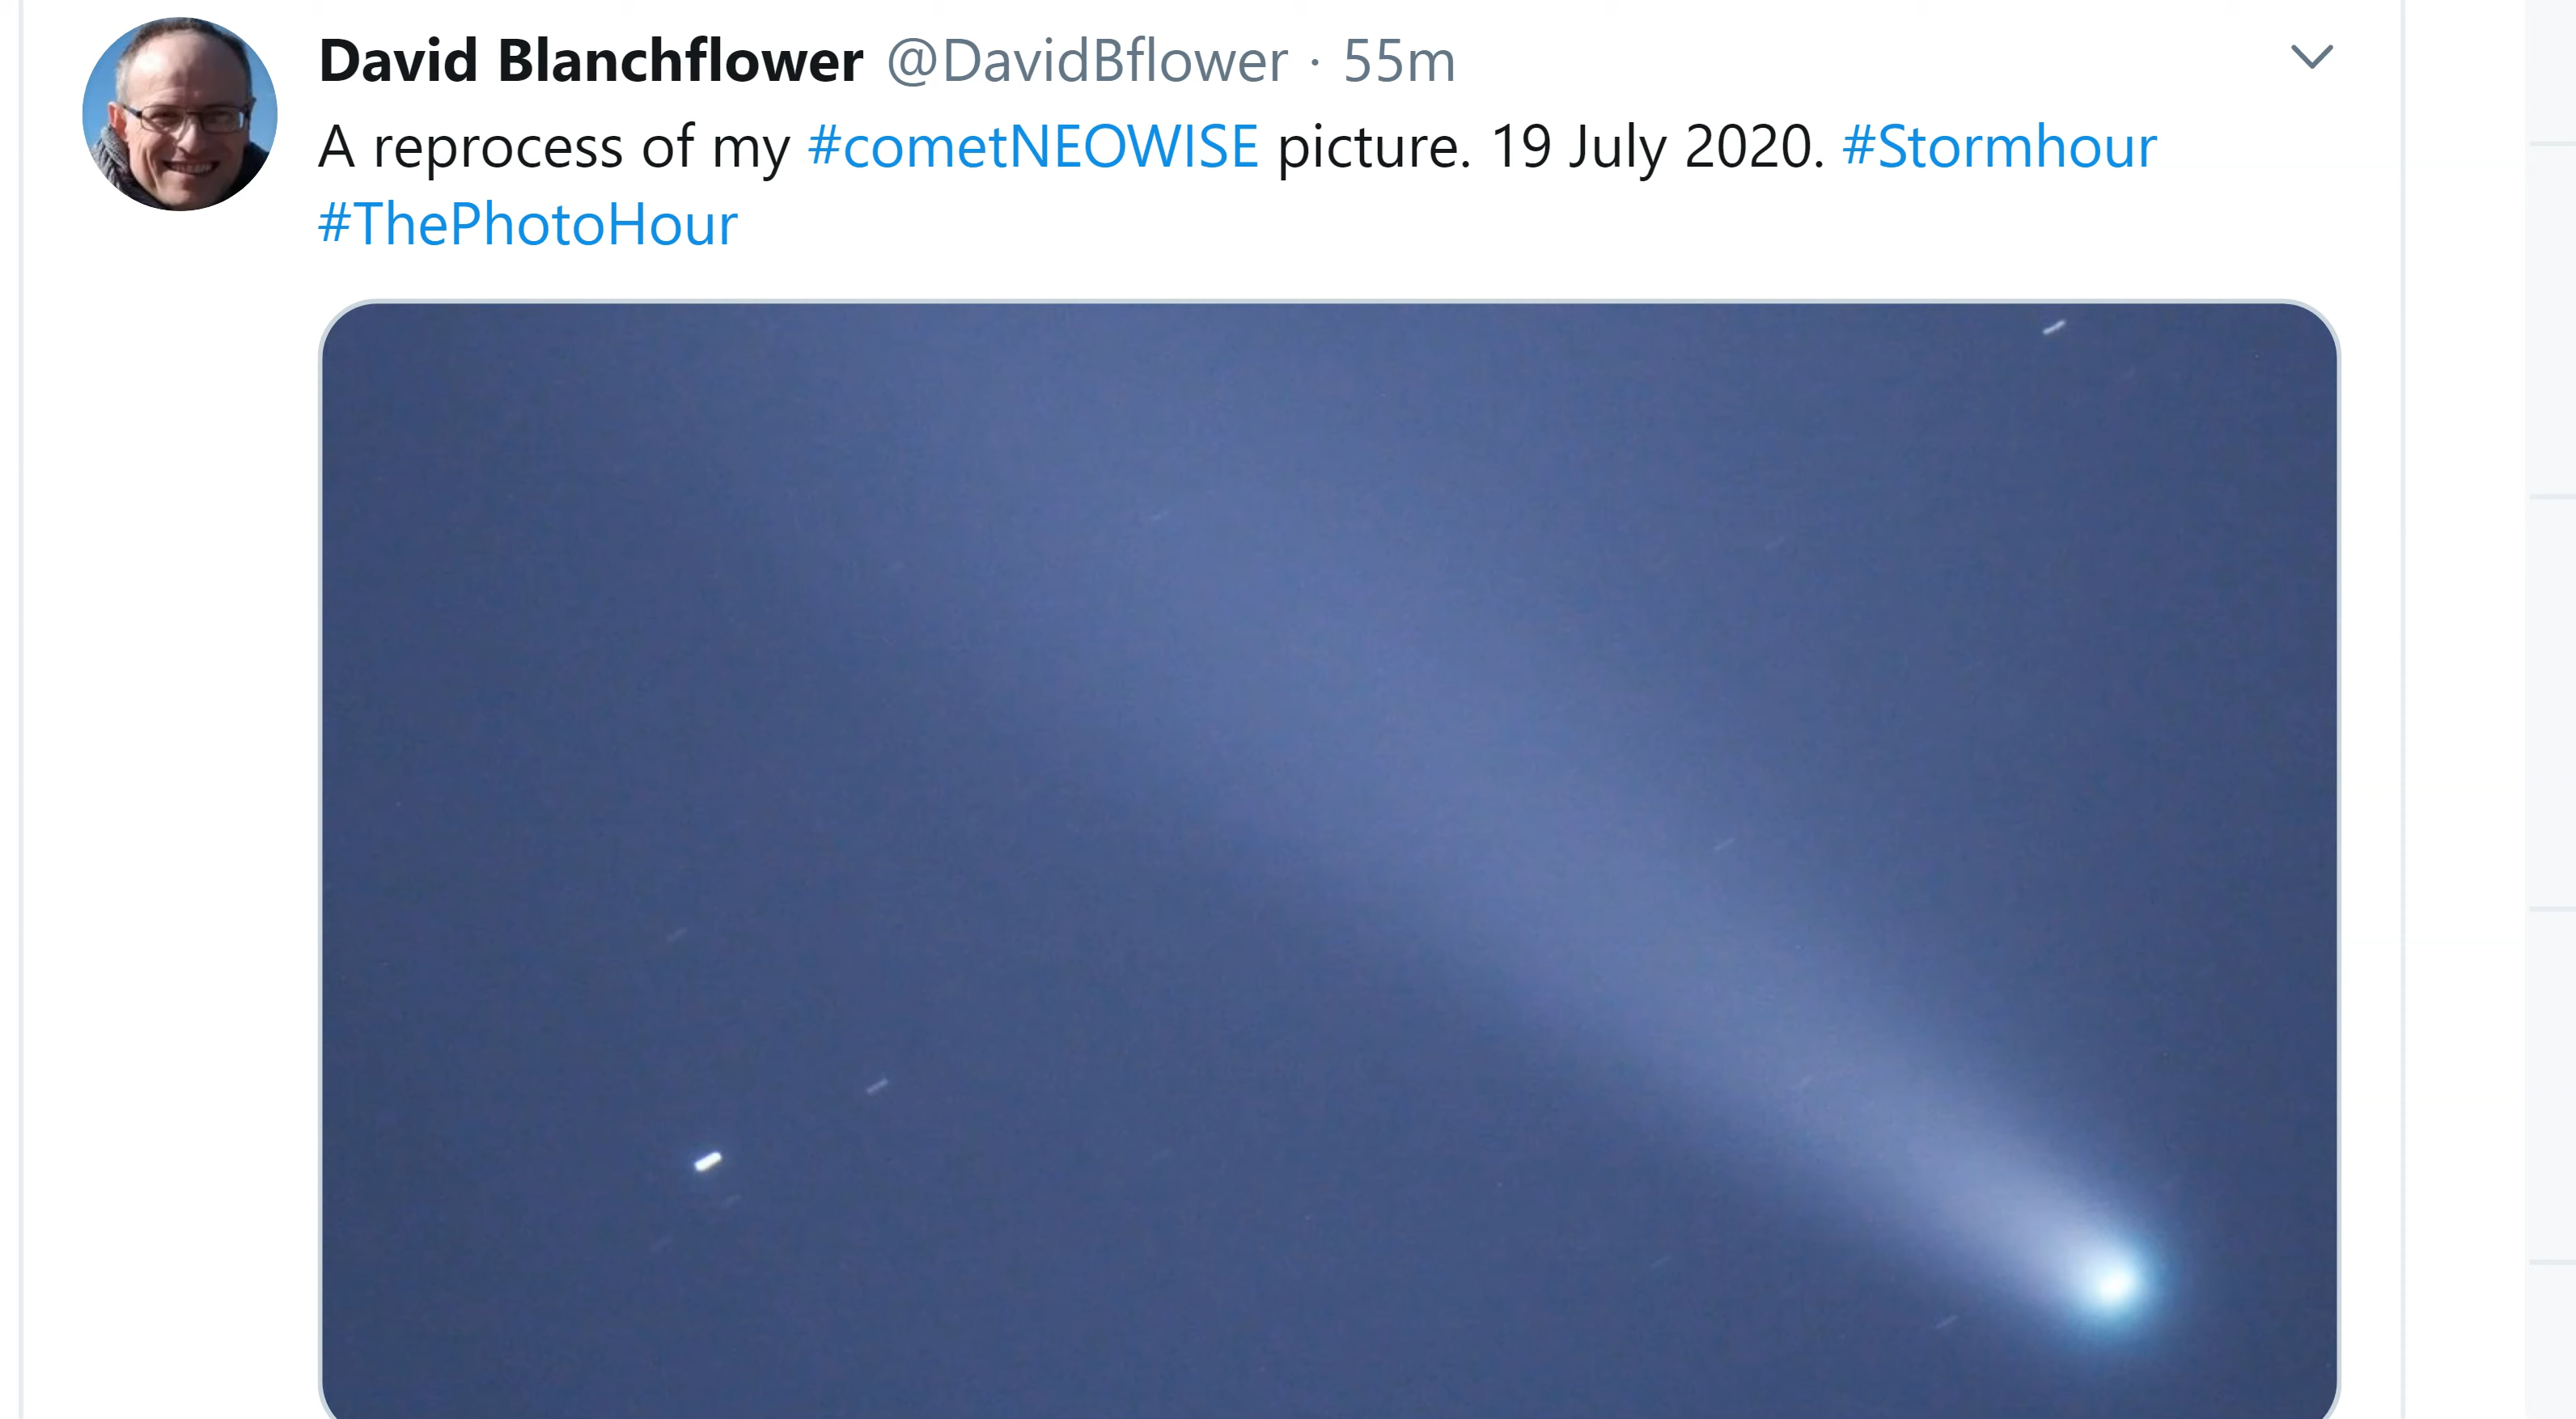 David Blanchflower @DavidBflower · 55m
A reprocess of my #cometNEOWISE picture. 19 July 2020. #Stormhour
#ThePhotoHour